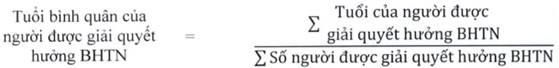 Tuổi bình quân của
người được giải quyết
hưởng BHTN
=
∑ Tuổi của người được
giải quyết hưởng BHTN
∑ Số người được giải quyết hưởng BHTN